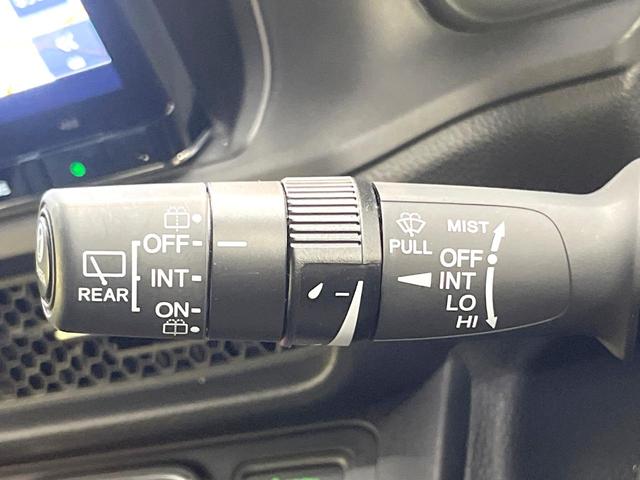 OFF
INT
REAR
ON
PULL
MIST
OFF
INT
LO
HI